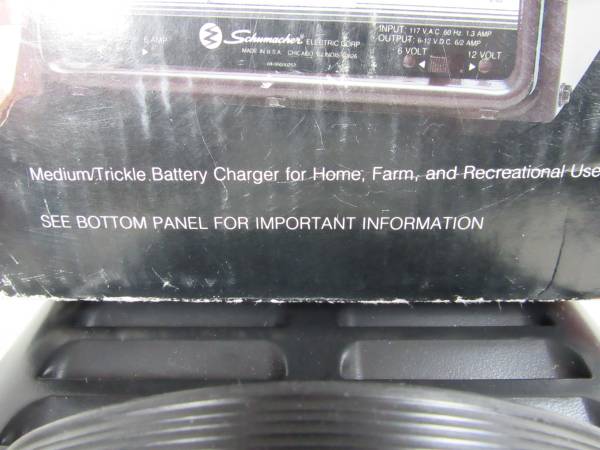 6 AMP
Schumacher ELECTRIC CORP
MADE IN U.S.A. CHICAGO, ILLINOIS
INPUT: 117 V.A.C. 60 Hz 1.3 AMP
OUTPUT: 6-12 V.D.C. 6/2 AMP
6 VOLT 12 VOLT
Medium/Trickle Battery Charger for Home, Farm, and Recreational Use
SEE BOTTOM PANEL FOR IMPORTANT INFORMATION